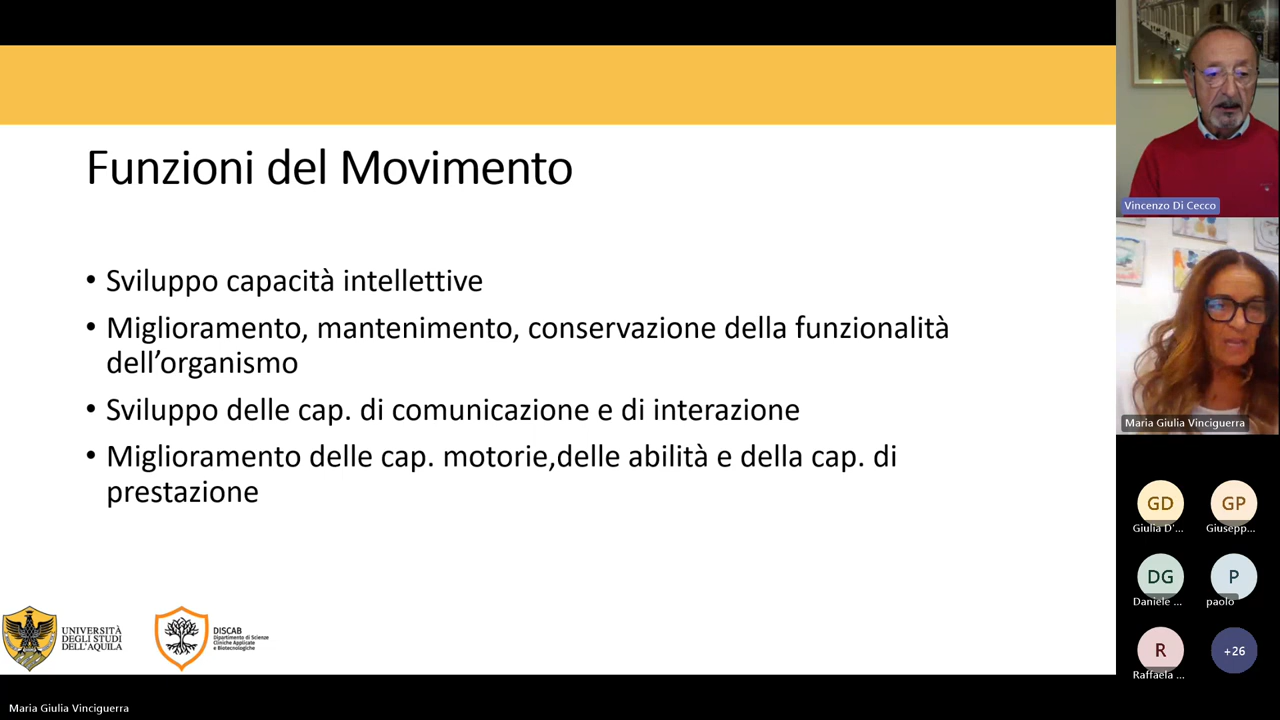 Funzioni del Movimento
• Sviluppo capacità intellettive
• Miglioramento, mantenimento, conservazione della funzionalità
dell’organismo
• Sviluppo delle cap. di comunicazione e di interazione
• Miglioramento delle cap. motorie,delle abilità e della cap. di
prestazione
UNIVERSITÀ
DEGLI STUDI
DELL'AQUILA
DISCAB
Dipartimento di Scienze
Cliniche Applicate
e Biotecnologiche
Vincenzo Di Cecco
Maria Giulia Vinciguerra
GD
GP
Giulia D'...
Giusepp...
DG
P
Daniele ...
paolo
R
+26
Raffaela ...
Maria Giulia Vinciguerra